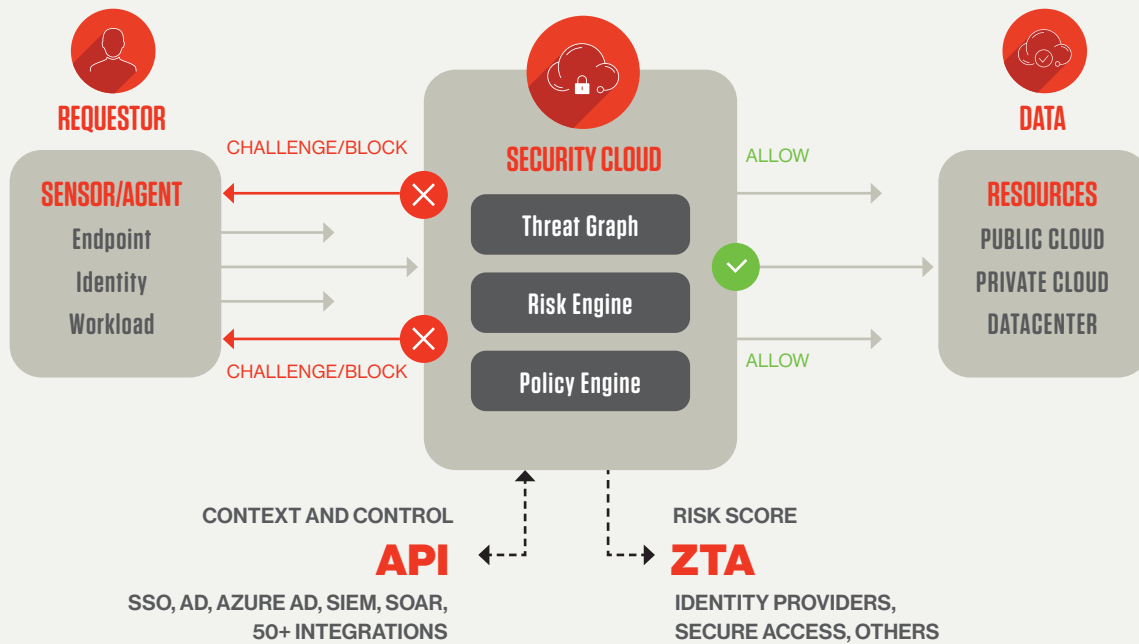 REQUESTOR
SENSOR/AGENT
Endpoint
Identity
Workload
CHALLENGE/BLOCK
CHALLENGE/BLOCK
SECURITY CLOUD
Threat Graph
Risk Engine
Policy Engine
ALLOW
ALLOW
DATA
RESOURCES
PUBLIC CLOUD
PRIVATE CLOUD
DATACENTER
CONTEXT AND CONTROL
API
SSO, AD, AZURE AD, SIEM, SOAR,
50+ INTEGRATIONS
RISK SCORE
ZTA
IDENTITY PROVIDERS,
SECURE ACCESS, OTHERS